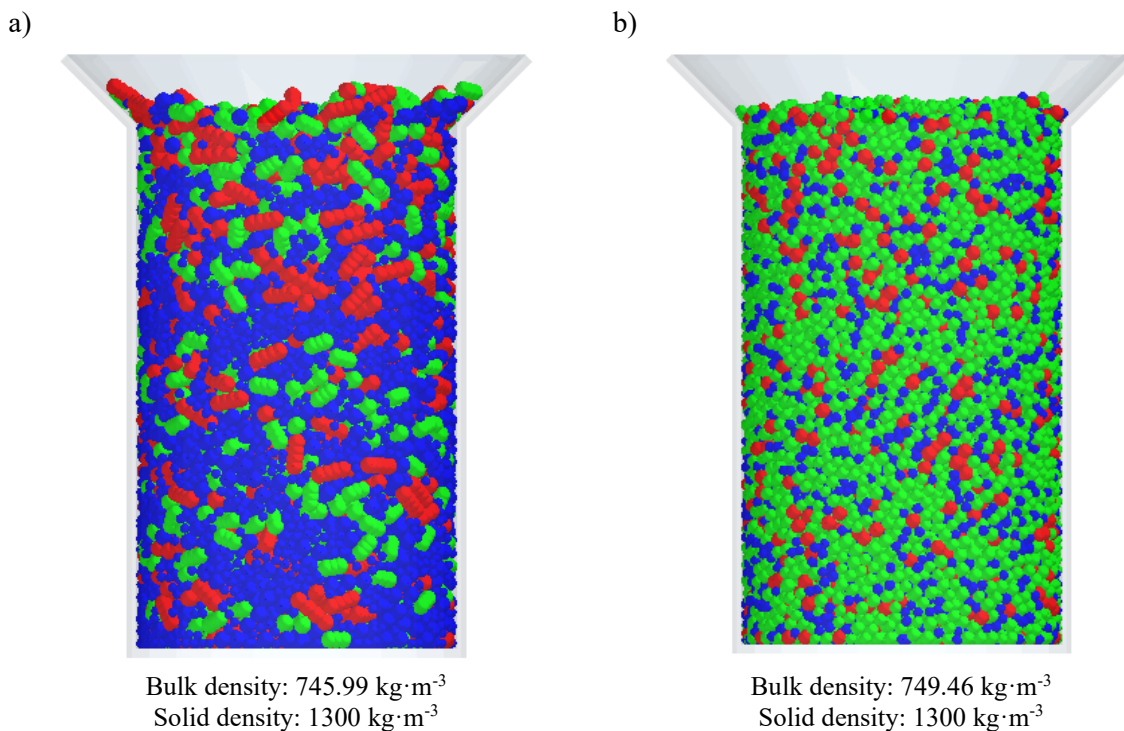 a)
b)
Bulk density: 745.99 kg·m⁻³
Solid density: 1300 kg·m⁻³
Bulk density: 749.46 kg·m⁻³
Solid density: 1300 kg·m⁻³